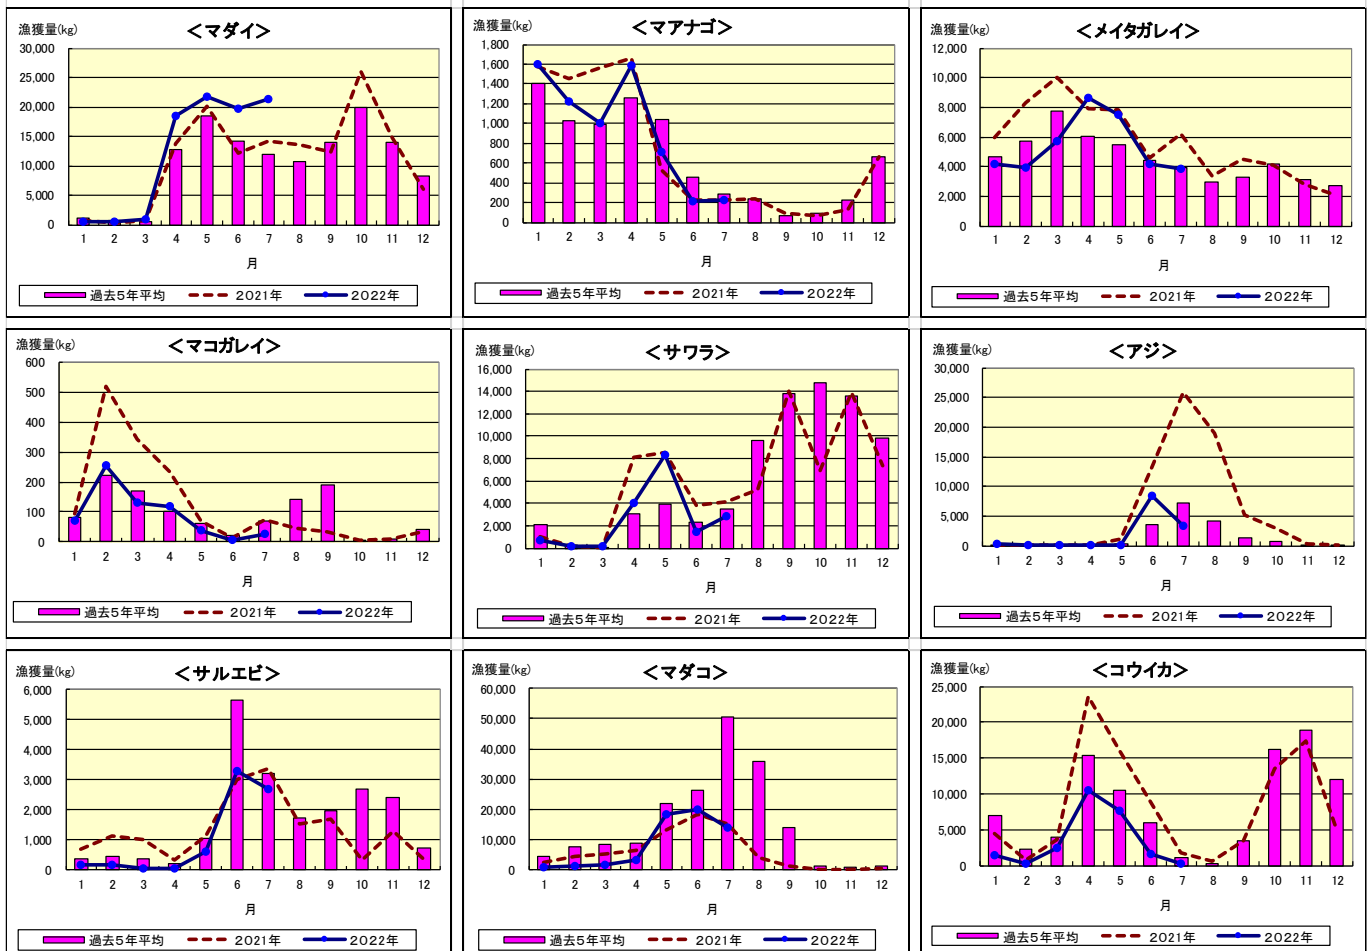 漁獲量(kg)
＜マダイ＞
30,000
25,000
20,000
15,000
10,000
5,000
0
1 2 3 4 5 6 7 8 9 10 11 12
月
過去5年平均 2021年 2022年
漁獲量(kg)
＜マアナゴ＞
1,800
1,600
1,400
1,200
1,000
800
600
400
200
0
1 2 3 4 5 6 7 8 9 10 11 12
月
過去5年平均 2021年 2022年
漁獲量(kg)
＜メイタガレイ＞
12,000
10,000
8,000
6,000
4,000
2,000
0
1 2 3 4 5 6 7 8 9 10 11 12
月
過去5年平均 2021年 2022年
漁獲量(kg)
＜マコガレイ＞
600
500
400
300
200
100
0
1 2 3 4 5 6 7 8 9 10 11 12
月
過去5年平均 2021年 2022年
漁獲量(kg)
＜サワラ＞
16,000
14,000
12,000
10,000
8,000
6,000
4,000
2,000
0
1 2 3 4 5 6 7 8 9 10 11 12
月
過去5年平均 2021年 2022年
漁獲量(kg)
＜アジ＞
30,000
25,000
20,000
15,000
10,000
5,000
0
1 2 3 4 5 6 7 8 9 10 11 12
月
過去5年平均 2021年 2022年
漁獲量(kg)
＜サルエビ＞
6,000
5,000
4,000
3,000
2,000
1,000
0
1 2 3 4 5 6 7 8 9 10 11 12
月
過去5年平均 2021年 2022年
漁獲量(kg)
＜マダコ＞
60,000
50,000
40,000
30,000
20,000
10,000
0
1 2 3 4 5 6 7 8 9 10 11 12
月
過去5年平均 2021年 2022年
漁獲量(kg)
＜コウイカ＞
25,000
20,000
15,000
10,000
5,000
0
1 2 3 4 5 6 7 8 9 10 11 12
月
過去5年平均 2021年 2022年